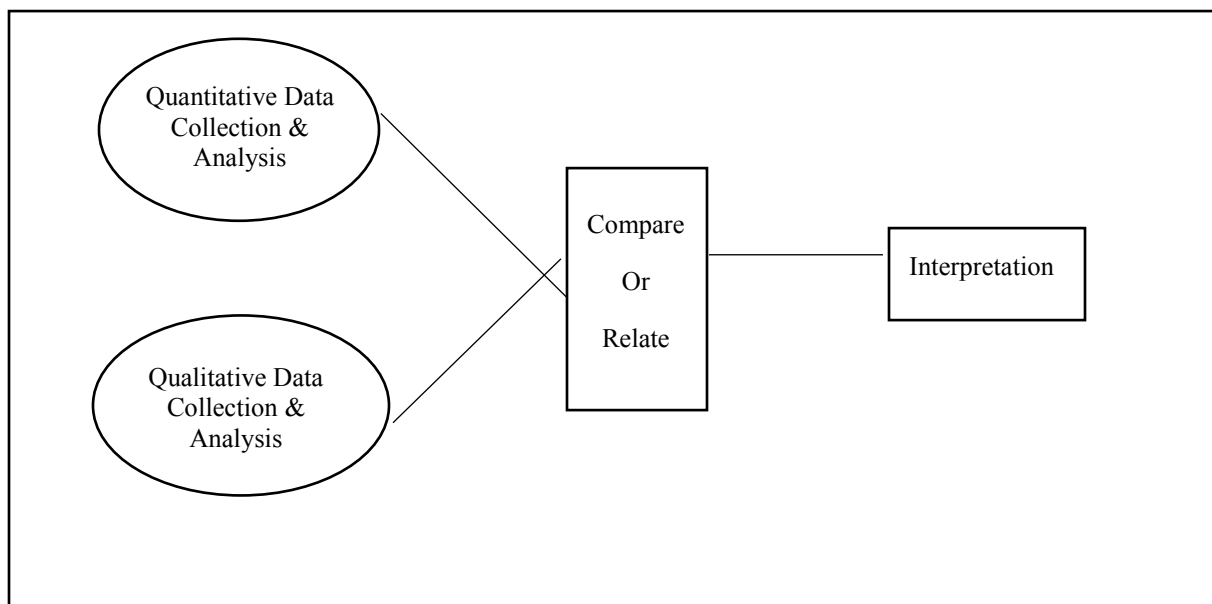 Quantitative Data
Collection &
Analysis
Qualitative Data
Collection &
Analysis
Compare
Or
Relate
Interpretation